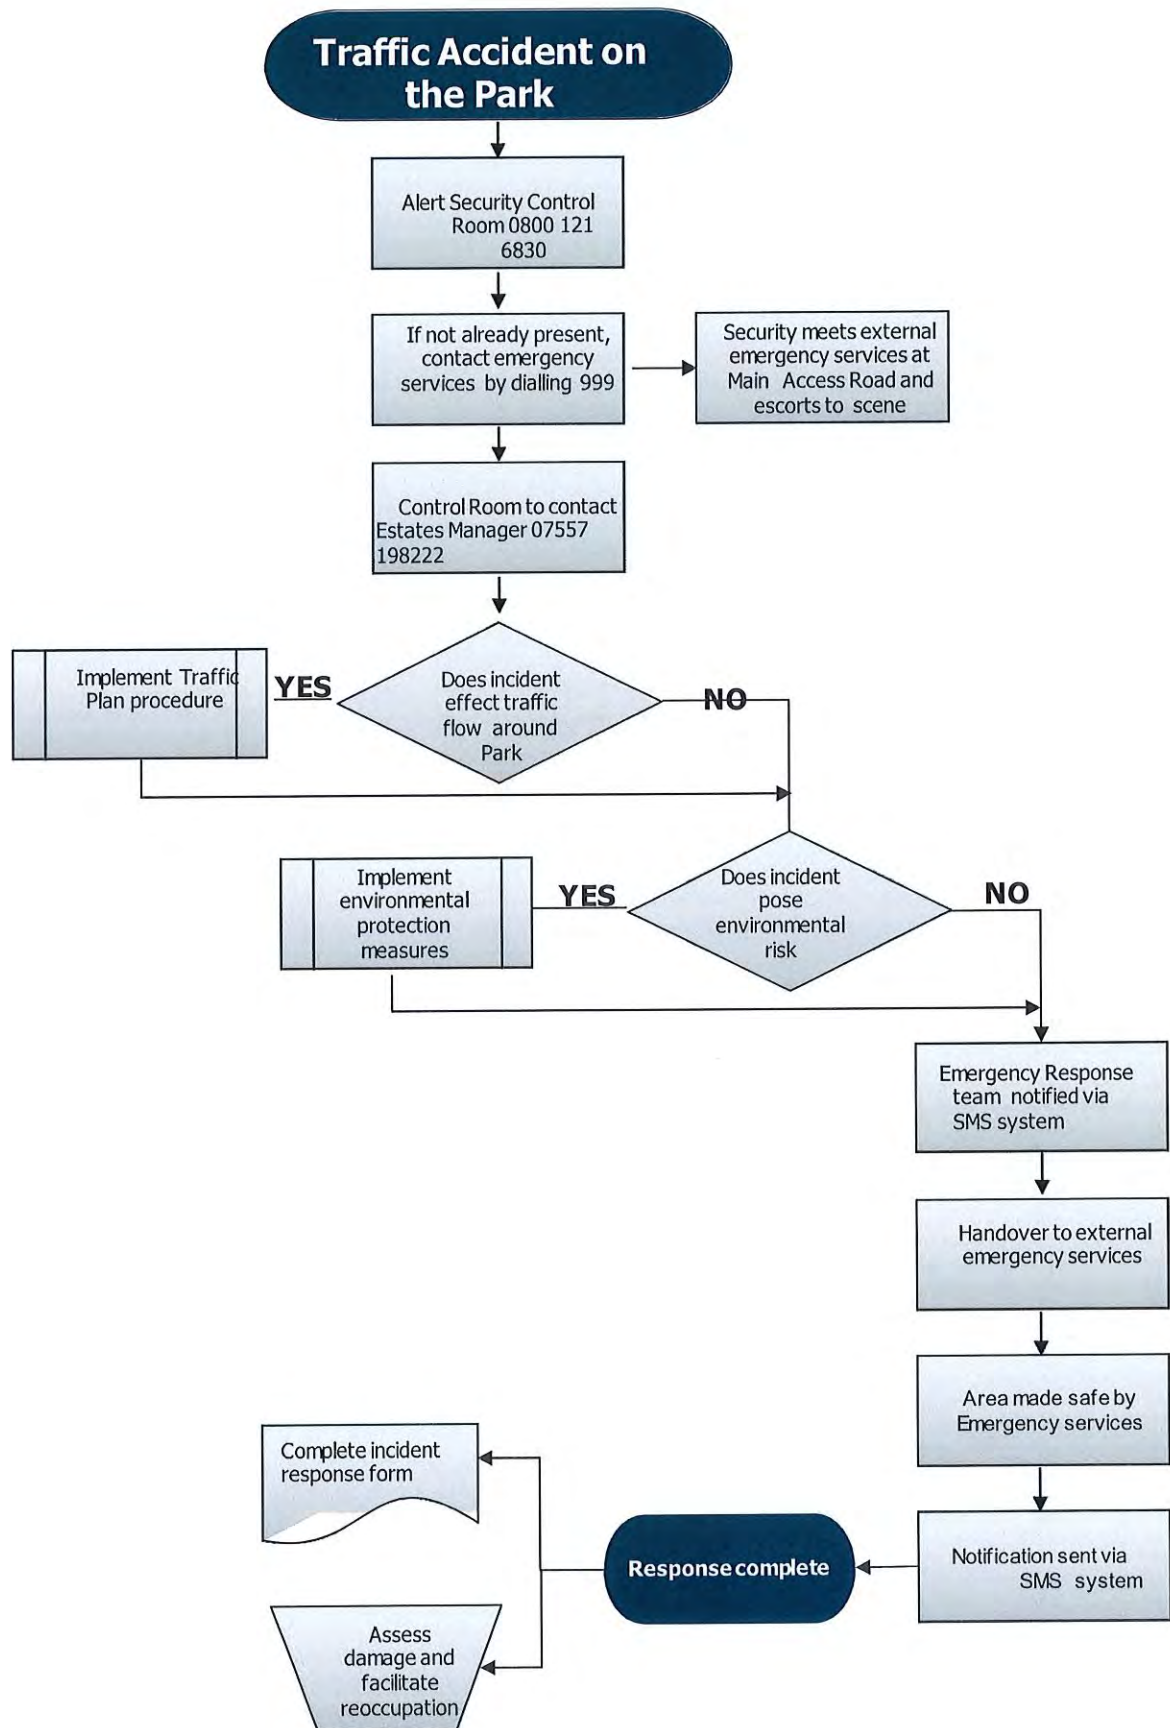 Traffic Accident on
the Park
Alert Security Control
Room 0800 121
6830
If not already present,
contact emergency
services by dialling 999
Security meets external
emergency services at
Main Access Road and
escorts to scene
Control Room to contact
Estates Manager 07557
198222
Implement Traffic
Plan procedure
YES
Does incident
effect traffic
flow around
Park
NO
Implement
environmental
protection
measures
YES
Does incident
pose
environmental
risk
NO
Emergency Response
team notified via
SMS system
Handover to external
emergency services
Area made safe by
Emergency services
Complete incident
response form
Response complete
Notification sent via
SMS system
Assess
damage and
facilitate
reoccupation